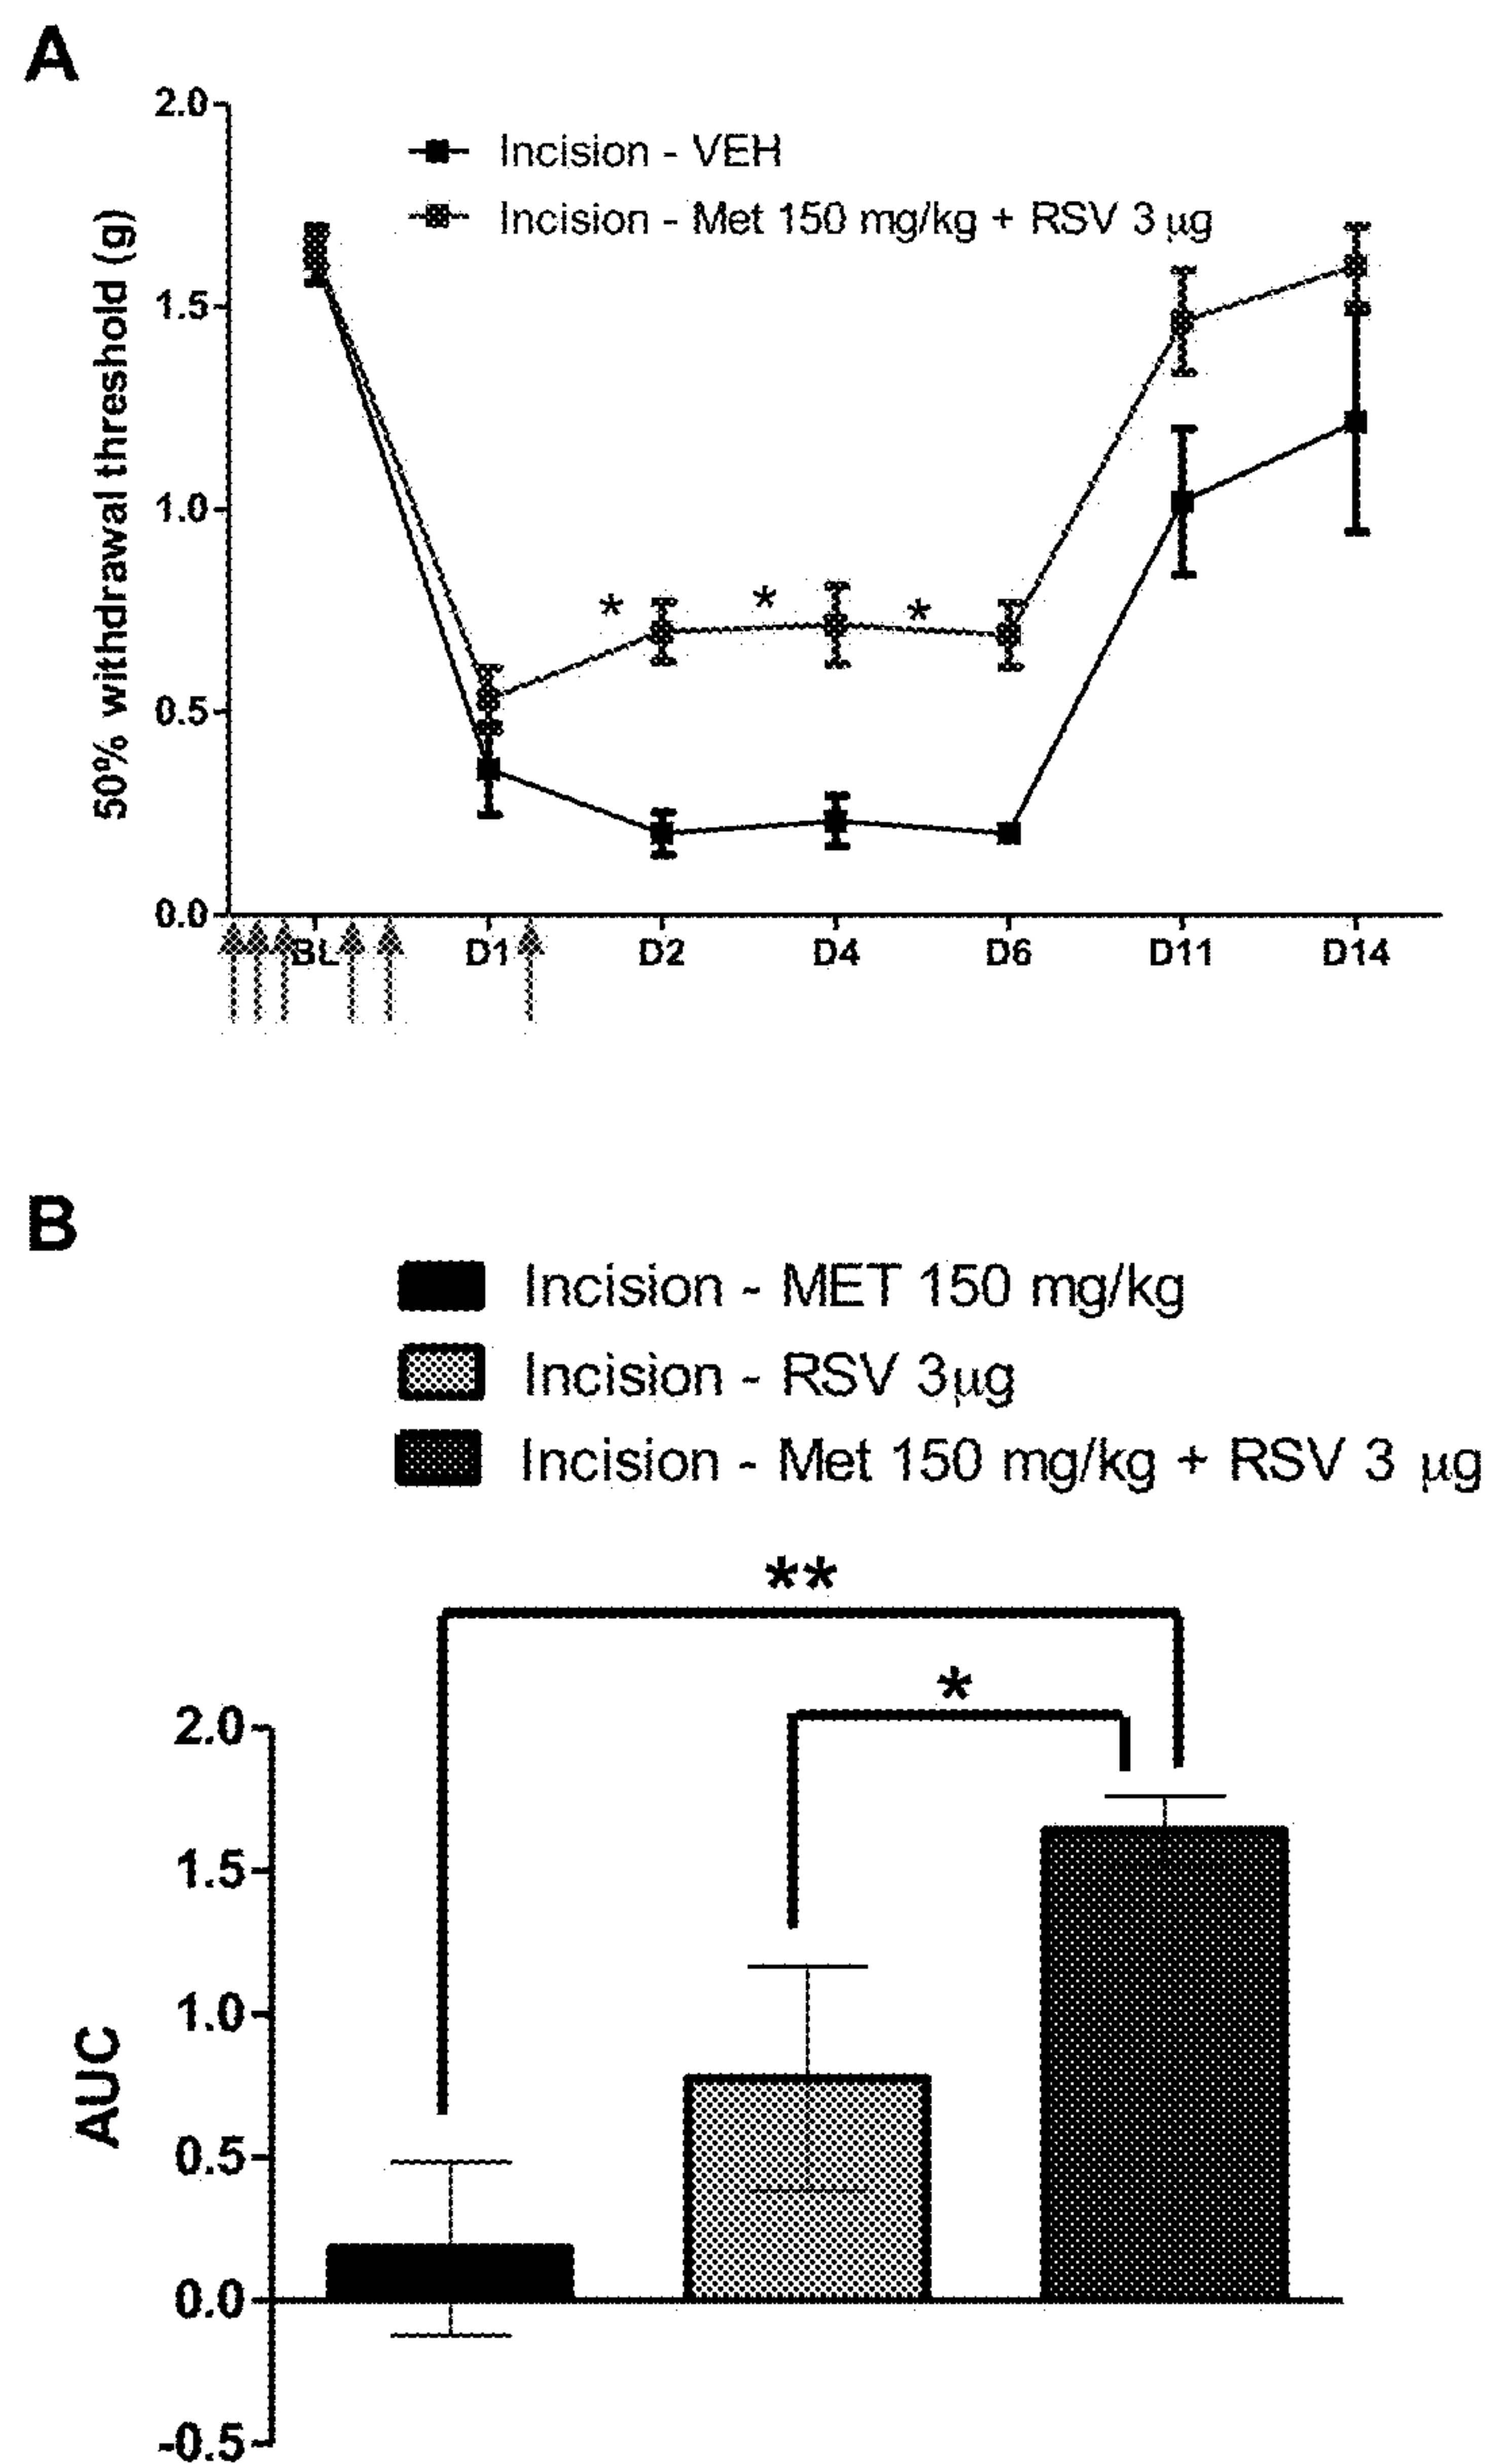 A
2.0
Incision - VEH
Incision - Met 150 mg/kg + RSV 3 µg
1.5
1.0
0.5
0.0
50% withdrawal threshold (g)
* * *
BL D1 D2 D4 D6 D11 D14
B
Incision - MET 150 mg/kg
Incision - RSV 3µg
Incision - Met 150 mg/kg + RSV 3 µg
**
*
2.0
1.5
1.0
0.5
0.0
-0.5
AUC